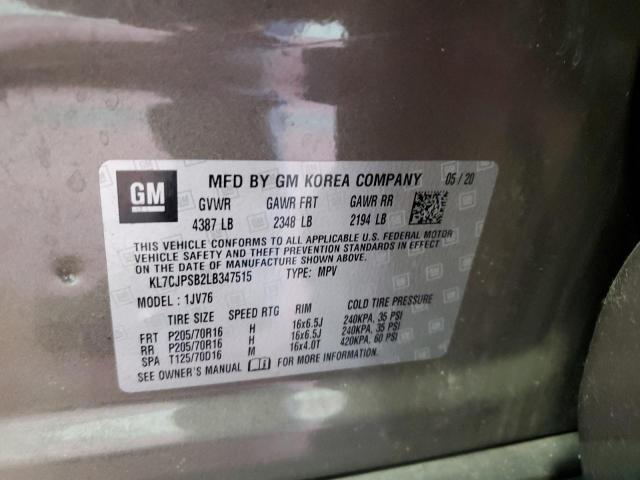 GM MFD BY GM KOREA COMPANY 05/20
GVWR GAWR FRT GAWR RR
4387 LB 2348 LB 2194 LB
THIS VEHICLE CONFORMS TO ALL APPLICABLE U.S. FEDERAL MOTOR
VEHICLE SAFETY AND THEFT PREVENTION STANDARDS IN EFFECT
ON THE DATE OF MANUFACTURE SHOWN ABOVE.
KL7CJPSB2LB347515 TYPE: MPV
MODEL: 1JV76
TIRE SIZE SPEED RTG RIM COLD TIRE PRESSURE
FRT P205/70R16 H 16x6.5J 240KPA, 35 PSI
RR P205/70R16 H 16x6.5J 240KPA, 35 PSI
SPA T125/70D16 M 16x4.0T 420KPA, 60 PSI
SEE OWNER'S MANUAL FOR MORE INFORMATION.